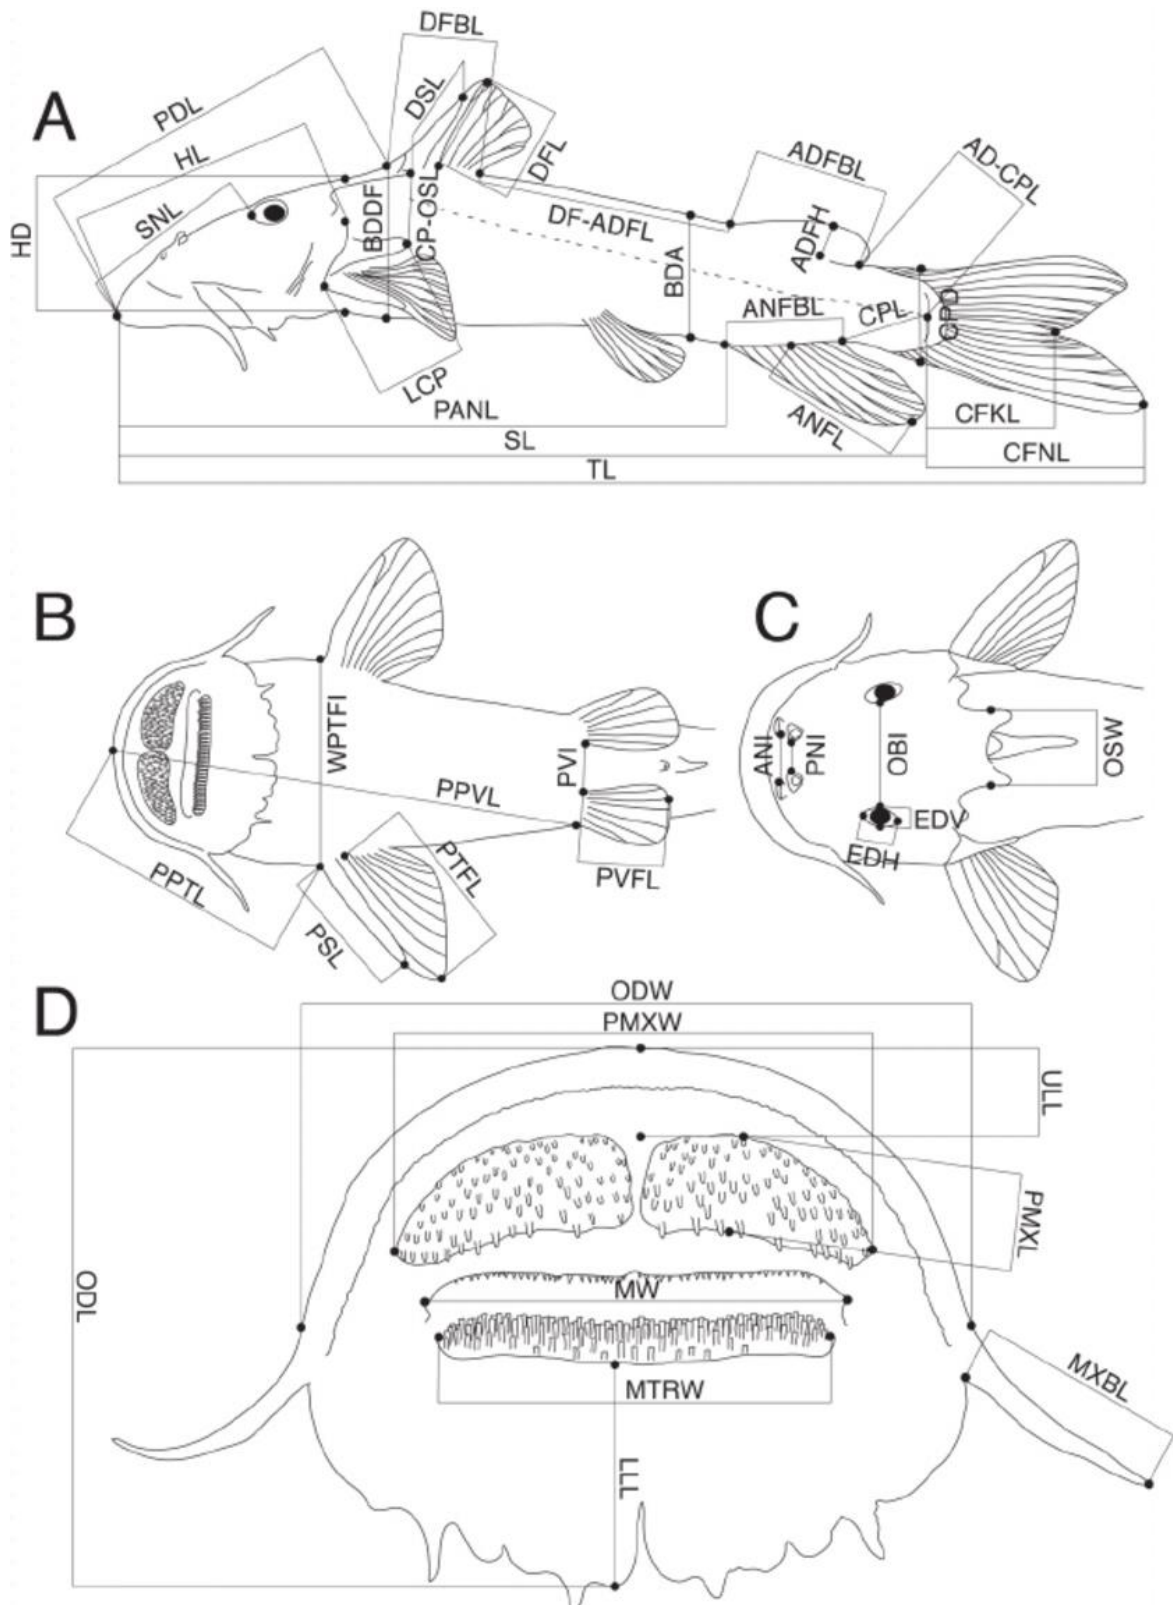 A
DFBL
PDL
DSL
HL
DFL
ADFBL
AD-CPL
SNL
HD
BDDF
CP-OSL
DF-ADFL
ADFH
BDA
ANFBL
CPL
CPD
LCP
PANL
ANFL
CFKL
SL
CFNL
TL
B
C
WPTFI
PVI
ANI
PNI
OBI
OSW
PPVL
EDV
EDH
PPTL
PTFL
PVFL
PSL
D
ODW
PMXW
ULL
PMXL
ODL
MW
MTRW
MXBL
LLL